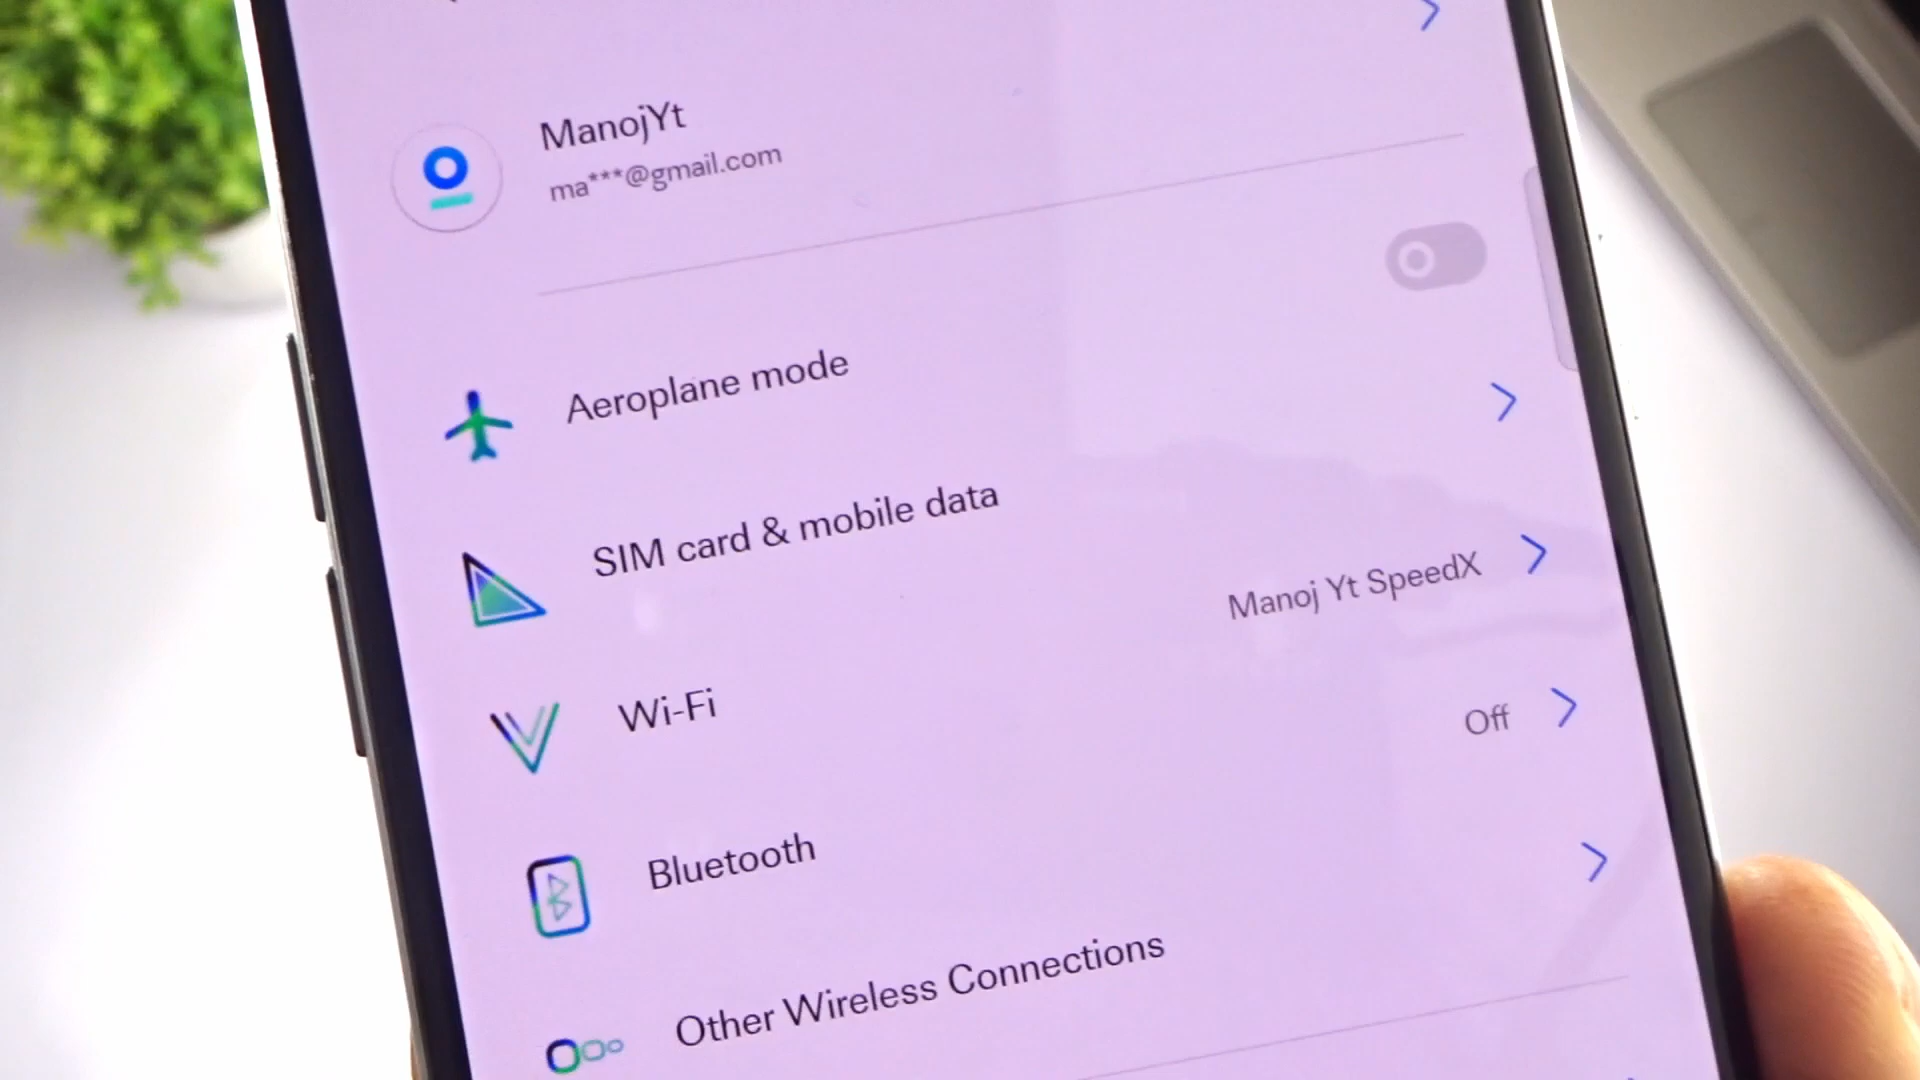 ManojYt
ma***@gmail.com
Aeroplane mode
SIM card & mobile data
Wi-Fi
Manoj Yt SpeedX
Bluetooth
Off
Other Wireless Connections